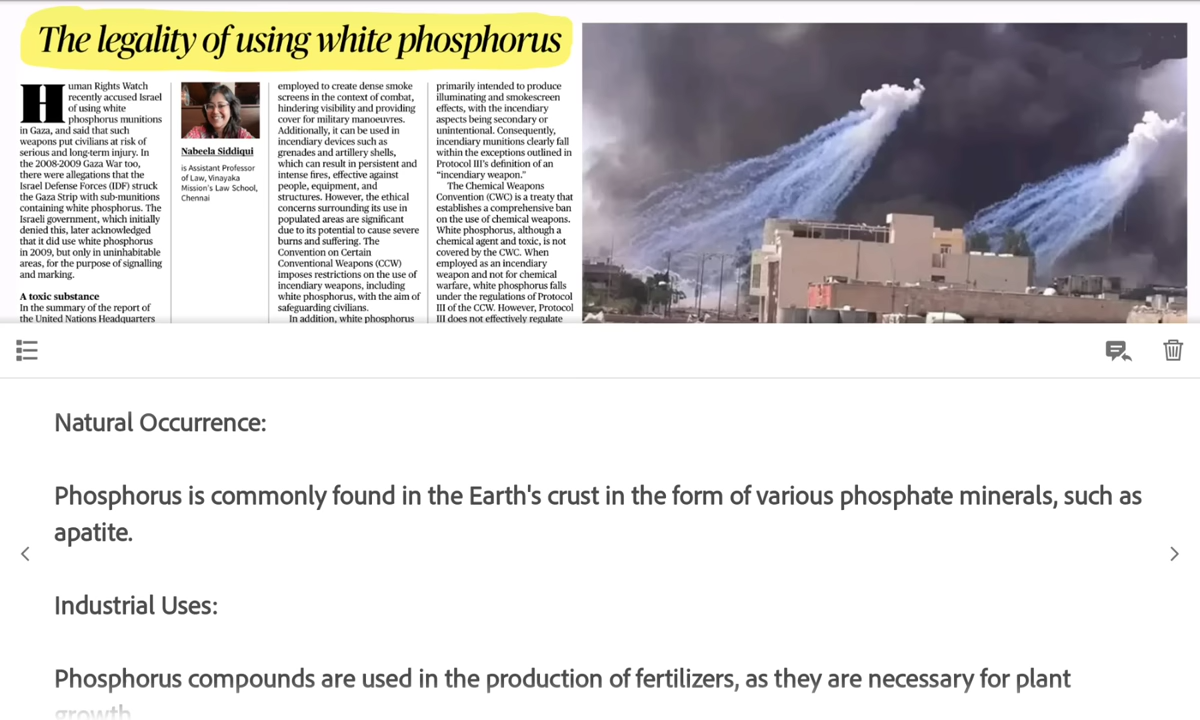 The legality of using white phosphorus
Human Rights Watch
recently accused Israel
of using white
phosphorus munitions
in Gaza, and said that such
weapons put civilians at risk of
serious and long-term injury. In
the 2008-2009 Gaza War too,
there were allegations that the
Israel Defense Forces (IDF) struck
the Gaza Strip with sub-munitions
containing white phosphorus. The
Israeli government, which initially
denied this, later acknowledged
that it did use white phosphorus
in 2009, but only in uninhabitable
areas, for the purpose of signalling
and marking.
A toxic substance
In the summary of the report of
the United Nations Headquarters
Nabeela Siddiqui
is Assistant Professor
of Law, Vinayaka
Mission's Law School,
Chennai
employed to create dense smoke
screens in the context of combat,
hindering visibility and providing
cover for military manoeuvres.
Additionally, it can be used in
incendiary devices such as
grenades and artillery shells,
which can result in persistent and
intense fires, effective against
people, equipment, and
structures. However, the ethical
concerns surrounding its use in
populated areas are significant
due to its potential to cause severe
burns and suffering. The
Convention on Certain
Conventional Weapons (CCW)
imposes restrictions on the use of
incendiary weapons, including
white phosphorus, with the aim of
safeguarding civilians.
In addition, white phosphorus
primarily intended to produce
illuminating and smokescreen
effects, with the incendiary
aspects being secondary or
unintentional. Consequently,
incendiary munitions clearly fall
within the exceptions outlined in
Protocol III's definition of an
"incendiary weapon."
The Chemical Weapons
Convention (CWC) is a treaty that
establishes a comprehensive ban
on the use of chemical weapons.
White phosphorus, although a
chemical agent and toxic, is not
covered by the CWC. When
employed as an incendiary
weapon and not for chemical
warfare, white phosphorus falls
under the regulations of Protocol
III of the CCW. However, Protocol
III does not effectively regulate
Natural Occurrence:
Phosphorus is commonly found in the Earth's crust in the form of various phosphate minerals, such as
apatite.
Industrial Uses:
Phosphorus compounds are used in the production of fertilizers, as they are necessary for plant
growth